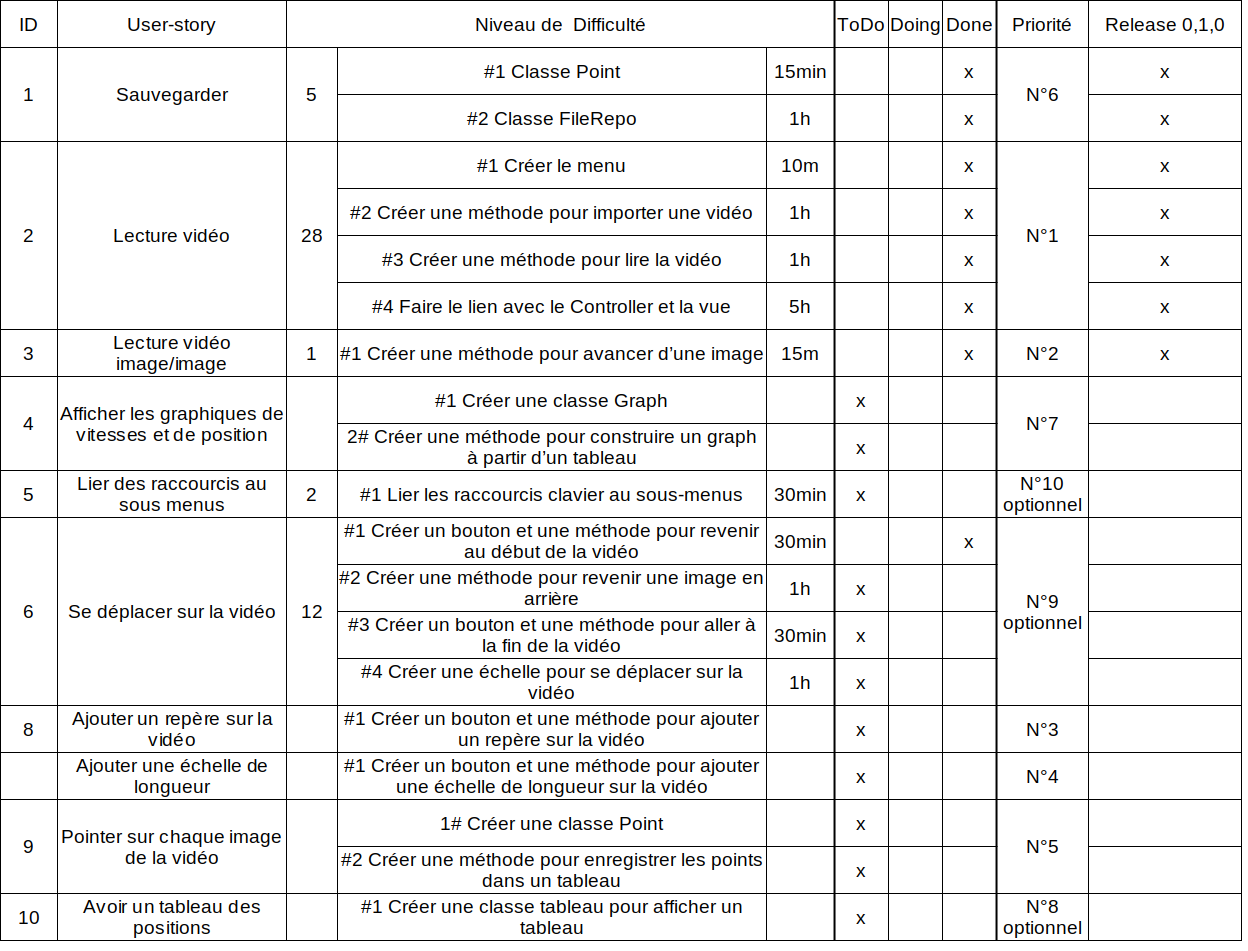 ID User-story Niveau de Difficulté ToDo Doing Done Priorité Release 0,1,0
1 Sauvegarder 5 #1 Classe Point 15min x N°6 x
#2 Classe FileRepo 1h x x
2 Lecture vidéo 28 #1 Créer le menu 10m x N°1 x
#2 Créer une méthode pour importer une vidéo 1h x x
#3 Créer une méthode pour lire la vidéo 1h x x
#4 Faire le lien avec le Controller et la vue 5h x x
3 Lecture vidéo
image/image 1 #1 Créer une méthode pour avancer d’une image 15m x N°2 x
4 Afficher les graphiques de
vitesses et de position #1 Créer une classe Graph x N°7
2# Créer une méthode pour construire un graph
à partir d’un tableau x
5 Lier des raccourcis au
sous menus 2 #1 Lier les raccourcis clavier au sous-menus 30min x N°10
optionnel
6 Se déplacer sur la vidéo 12 #1 Créer un bouton et une méthode pour revenir
au début de la vidéo 30min x N°9
optionnel
#2 Créer une méthode pour revenir une image en
arrière 1h x
#3 Créer un bouton et une méthode pour aller à
la fin de la vidéo 30min x
#4 Créer une échelle pour se déplacer sur la
vidéo 1h x
8 Ajouter un repère sur la
vidéo #1 Créer un bouton et une méthode pour ajouter
un repère sur la vidéo x N°3
Ajouter une échelle de
longueur #1 Créer un bouton et une méthode pour ajouter
une échelle de longueur sur la vidéo x N°4
9 Pointer sur chaque image
de la vidéo 1# Créer une classe Point x N°5
#2 Créer une méthode pour enregistrer les points
dans un tableau x
10 Avoir un tableau des
positions #1 Créer une classe tableau pour afficher un
tableau x N°8
optionnel